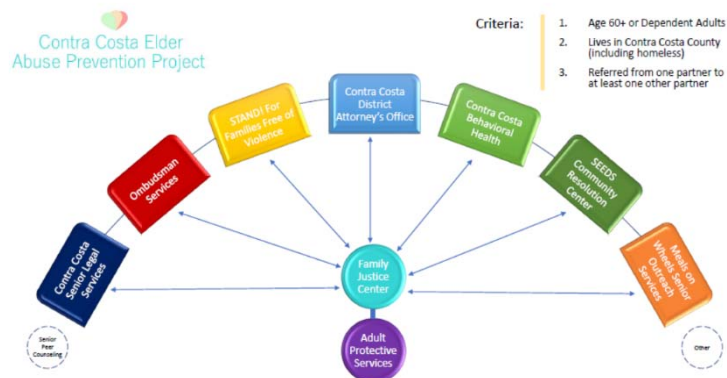 Contra Costa Elder
Abuse Prevention Project
Criteria:
1. Age 60+ or Dependent Adults
2. Lives in Contra Costa County
(including homeless)
3. Referred from one partner to
at least one other partner
Contra Costa
Senior Legal
Services
Ombudsman
Services
STAND! For
Families Free of
Violence
Contra Costa
District
Attorney's Office
Contra Costa
Behavioral
Health
SEEDS
Community
Resolution
Center
Meals on
Wheels Senior
Outreach
Services
Family
Justice
Center
Adult
Protective
Services
Senior
Peer
Counseling
Other